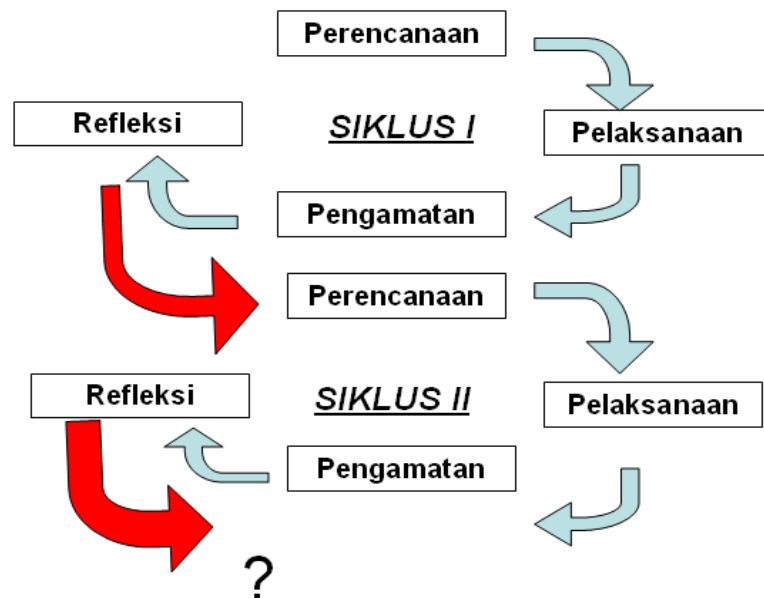 Perencanaan
Refleksi
SIKLUS I
Pelaksanaan
Pengamatan
Perencanaan
Refleksi
SIKLUS II
Pelaksanaan
Pengamatan
?